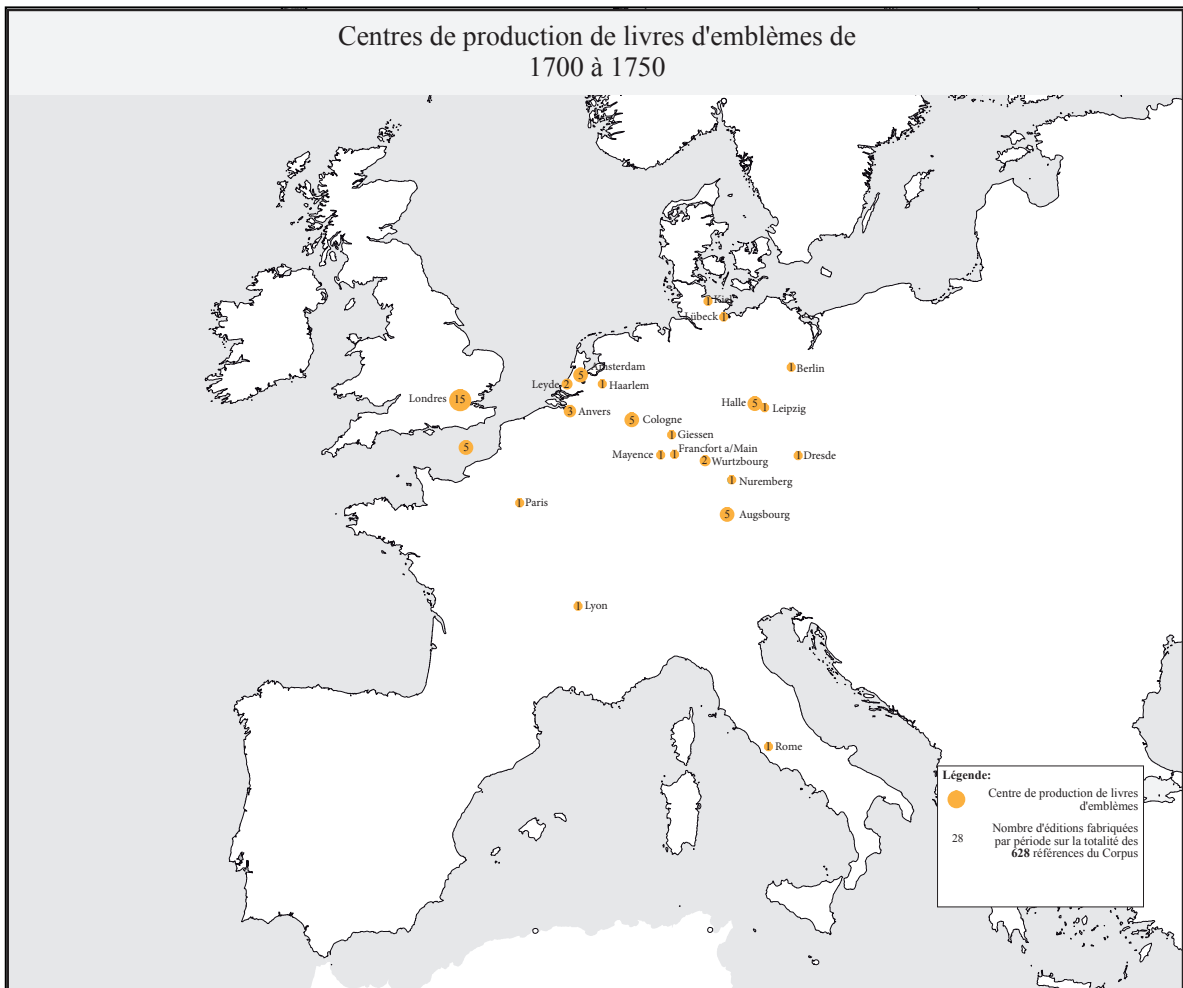 Centres de production de livres d'emblèmes de
1700 à 1750
1 Kiel
Lübeck 1
5 Amsterdam
1 Berlin
Leyde 2
1 Haarlem
Londres 15
Halle 5
1 Leipzig
3 Anvers
5 Cologne
1 Giessen
5
Mayence 1
1 Francfort a/Main
2 Wurtzbourg
1 Dresde
1 Nuremberg
1 Paris
5 Augsbourg
1 Lyon
1 Rome
Légende:
Centre de production de livres
d'emblèmes
28
Nombre d'éditions fabriquées
par période sur la totalité des
628 références du Corpus